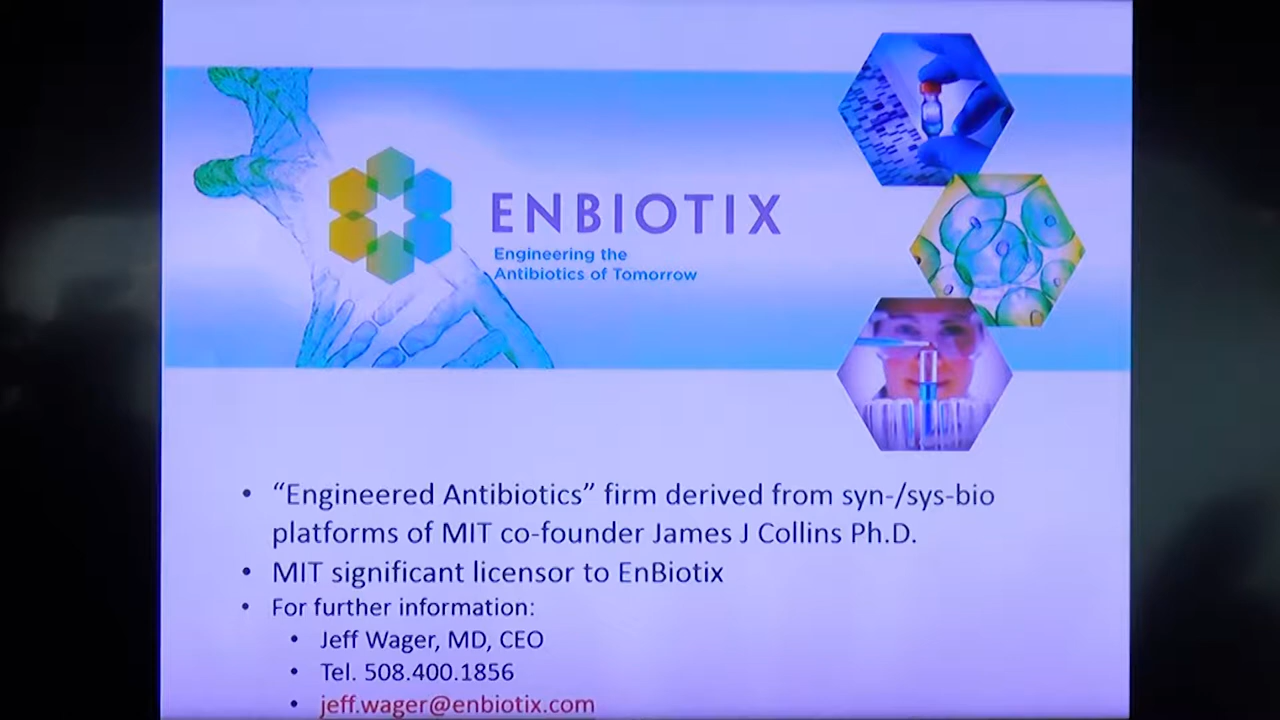 ENBIOTIX
Engineering the
Antibiotics of Tomorrow
• “Engineered Antibiotics” firm derived from syn-/sys-bio
platforms of MIT co-founder James J Collins Ph.D.
• MIT significant licensor to EnBiotix
• For further information:
• Jeff Wager, MD, CEO
• Tel. 508.400.1856
• jeff.wager@enbiotix.com